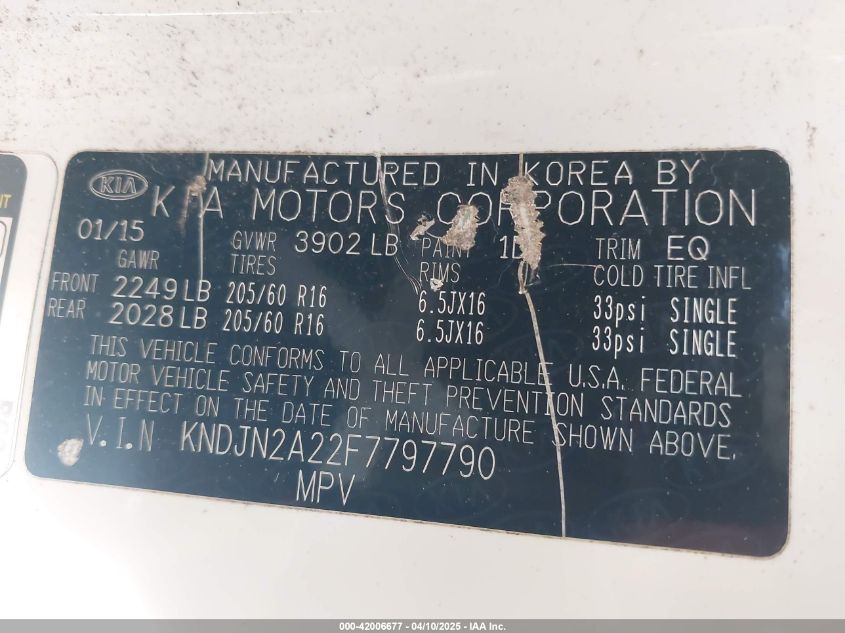 MANUFACTURED IN KOREA BY
KIA KIA MOTORS CORPORATION
01/15 GVWR 3902 LB PAINT 1D TRIM EQ
GAWR TIRES RIMS COLD TIRE INFL
FRONT 2249 LB 205/60 R16 6.5JX16 33psi SINGLE
REAR 2028 LB 205/60 R16 6.5JX16 33psi SINGLE
THIS VEHICLE CONFORMS TO ALL APPLICABLE U.S.A. FEDERAL
MOTOR VEHICLE SAFETY AND THEFT PREVENTION STANDARDS
IN EFFECT ON THE DATE OF MANUFACTURE SHOWN ABOVE.
V.I.N KNDJN2A22F7797790
MPV
000-42006677 - 04/10/2025 - IAA Inc.